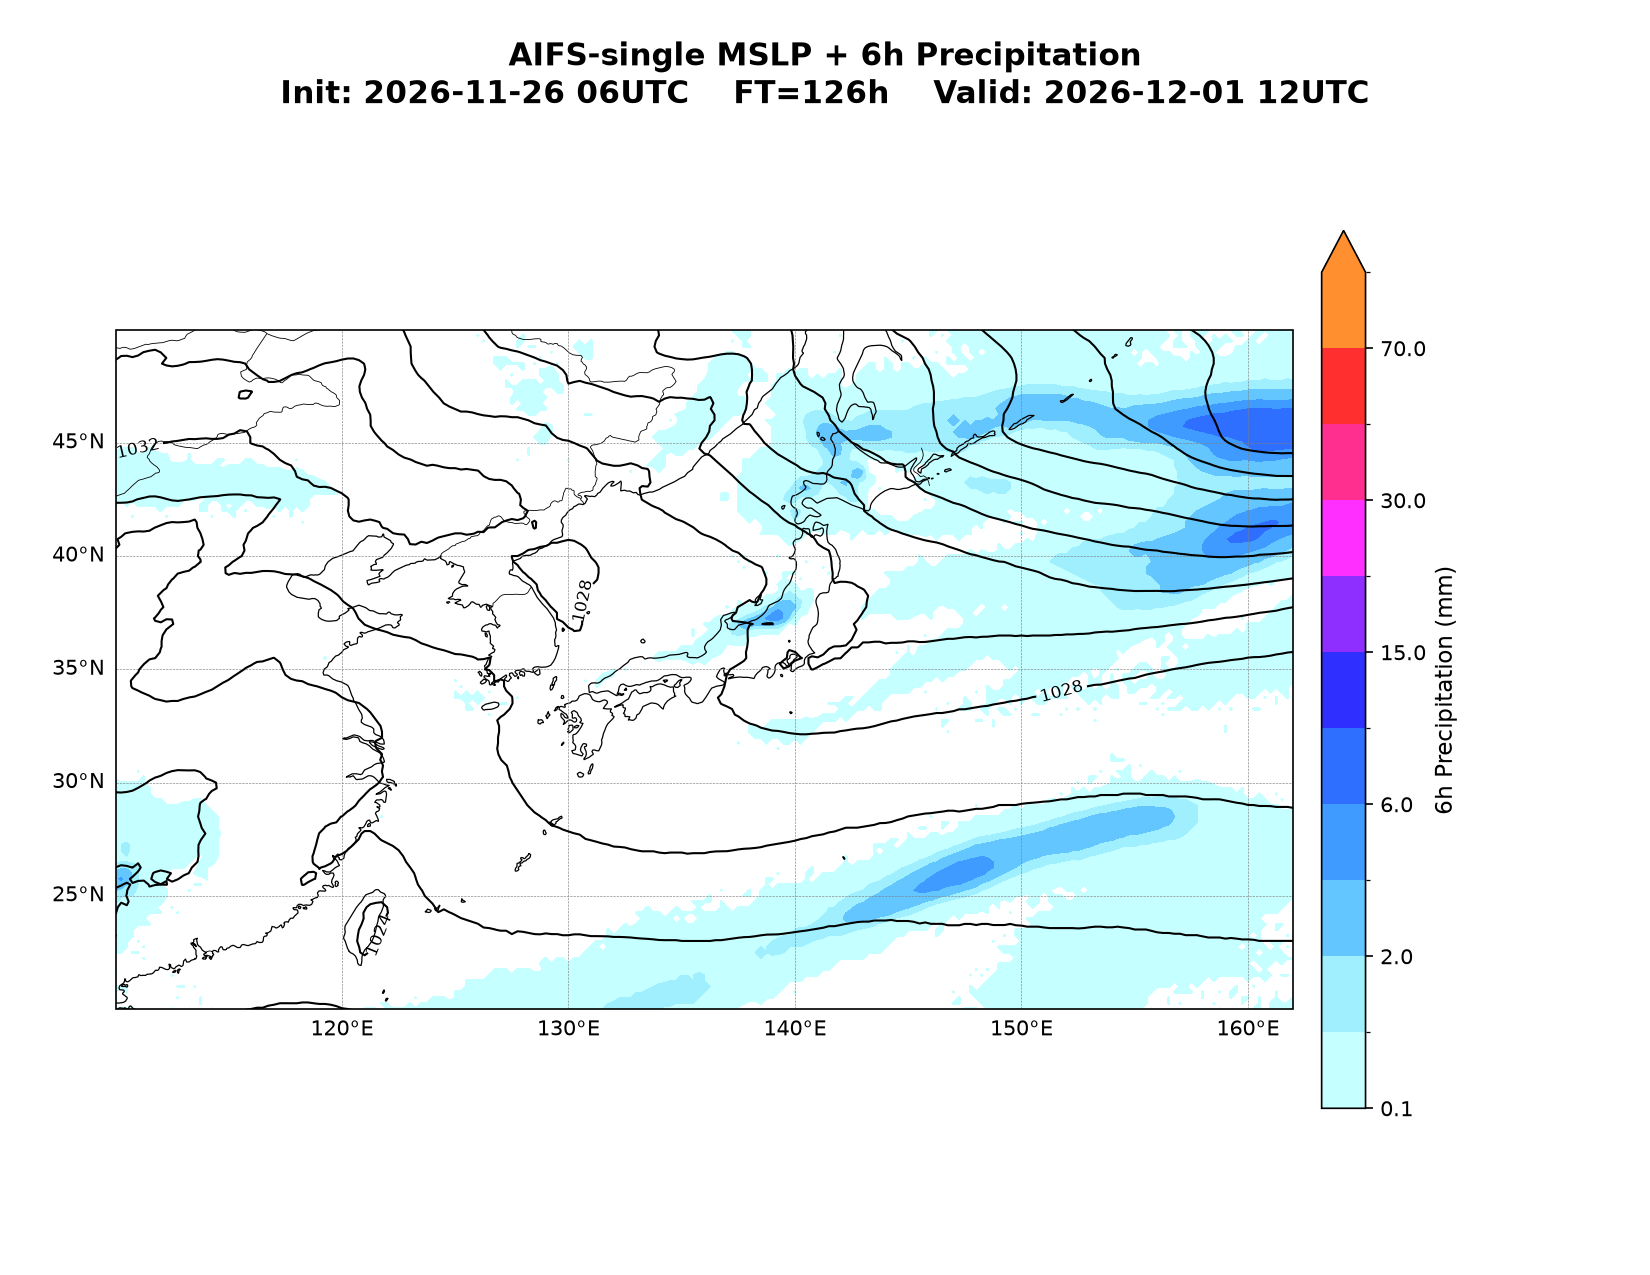 AIFS-single MSLP + 6h Precipitation
Init: 2026-11-26 06UTC    FT=126h    Valid: 2026-12-01 12UTC
70.0
30.0
15.0
6.0
2.0
0.1
6h Precipitation (mm)
45°N
40°N
35°N
30°N
25°N
120°E
130°E
140°E
150°E
160°E
1032
1028
1028
1024